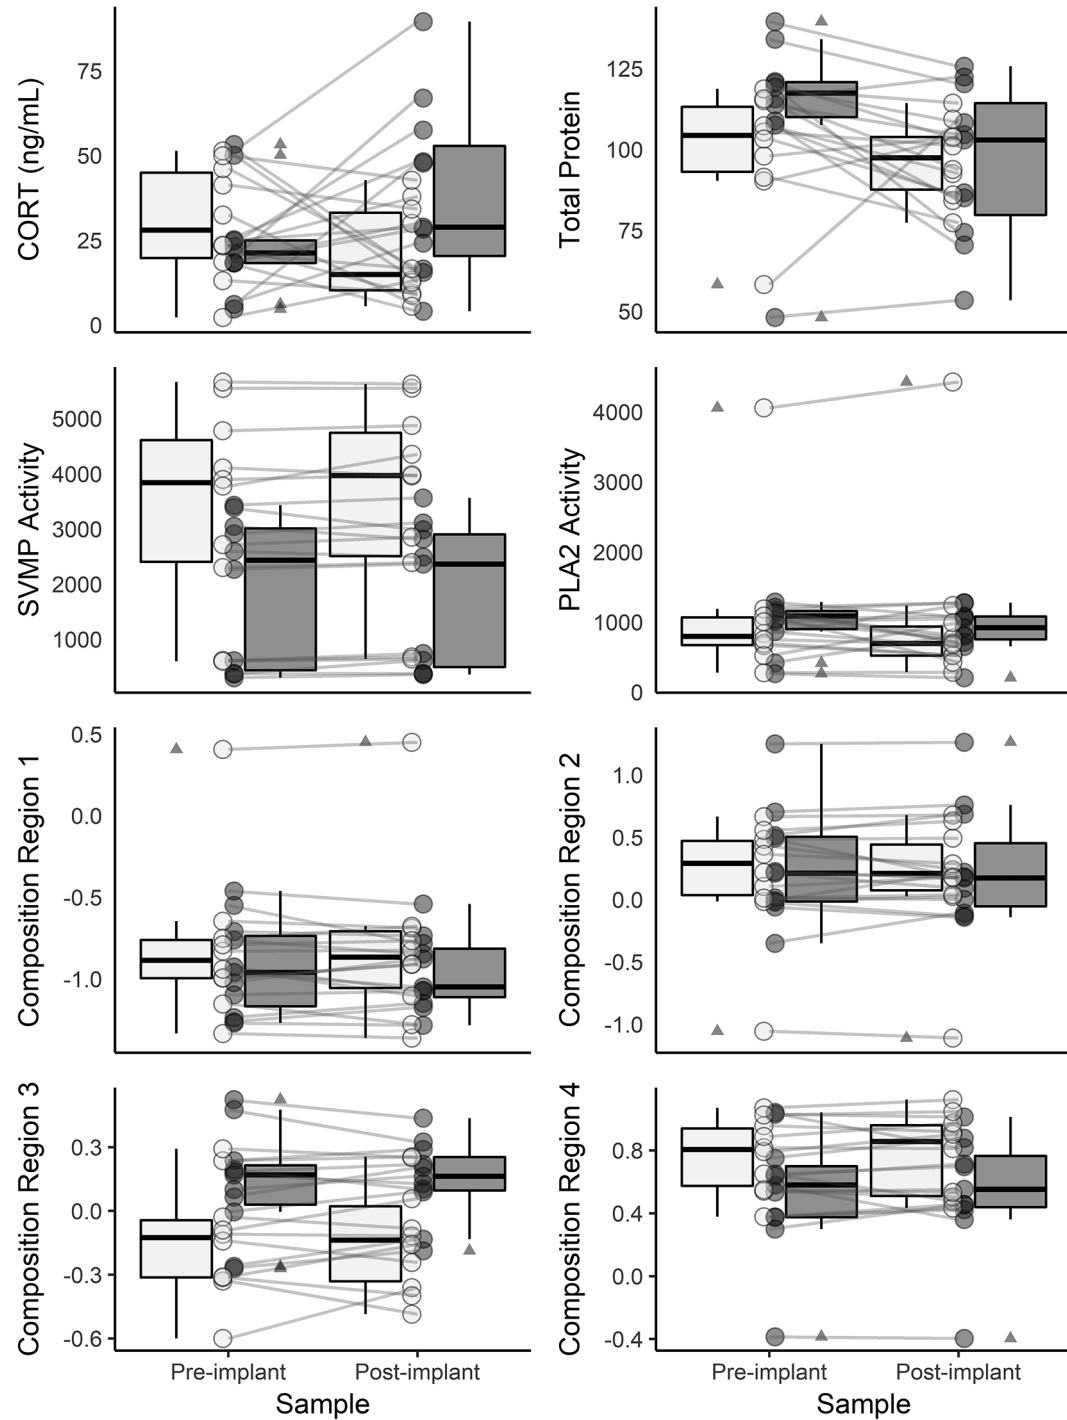 CORT (ng/mL)
75
50
25
0
Total Protein
125
100
75
50
SVMP Activity
5000
4000
3000
2000
1000
PLA2 Activity
4000
3000
2000
1000
0
Composition Region 1
0.5
0.0
-0.5
-1.0
Composition Region 2
1.0
0.5
0.0
-0.5
-1.0
Composition Region 3
0.3
0.0
-0.3
-0.6
Composition Region 4
0.8
0.4
0.0
-0.4
Pre-implant Post-implant
Sample
Pre-implant Post-implant
Sample